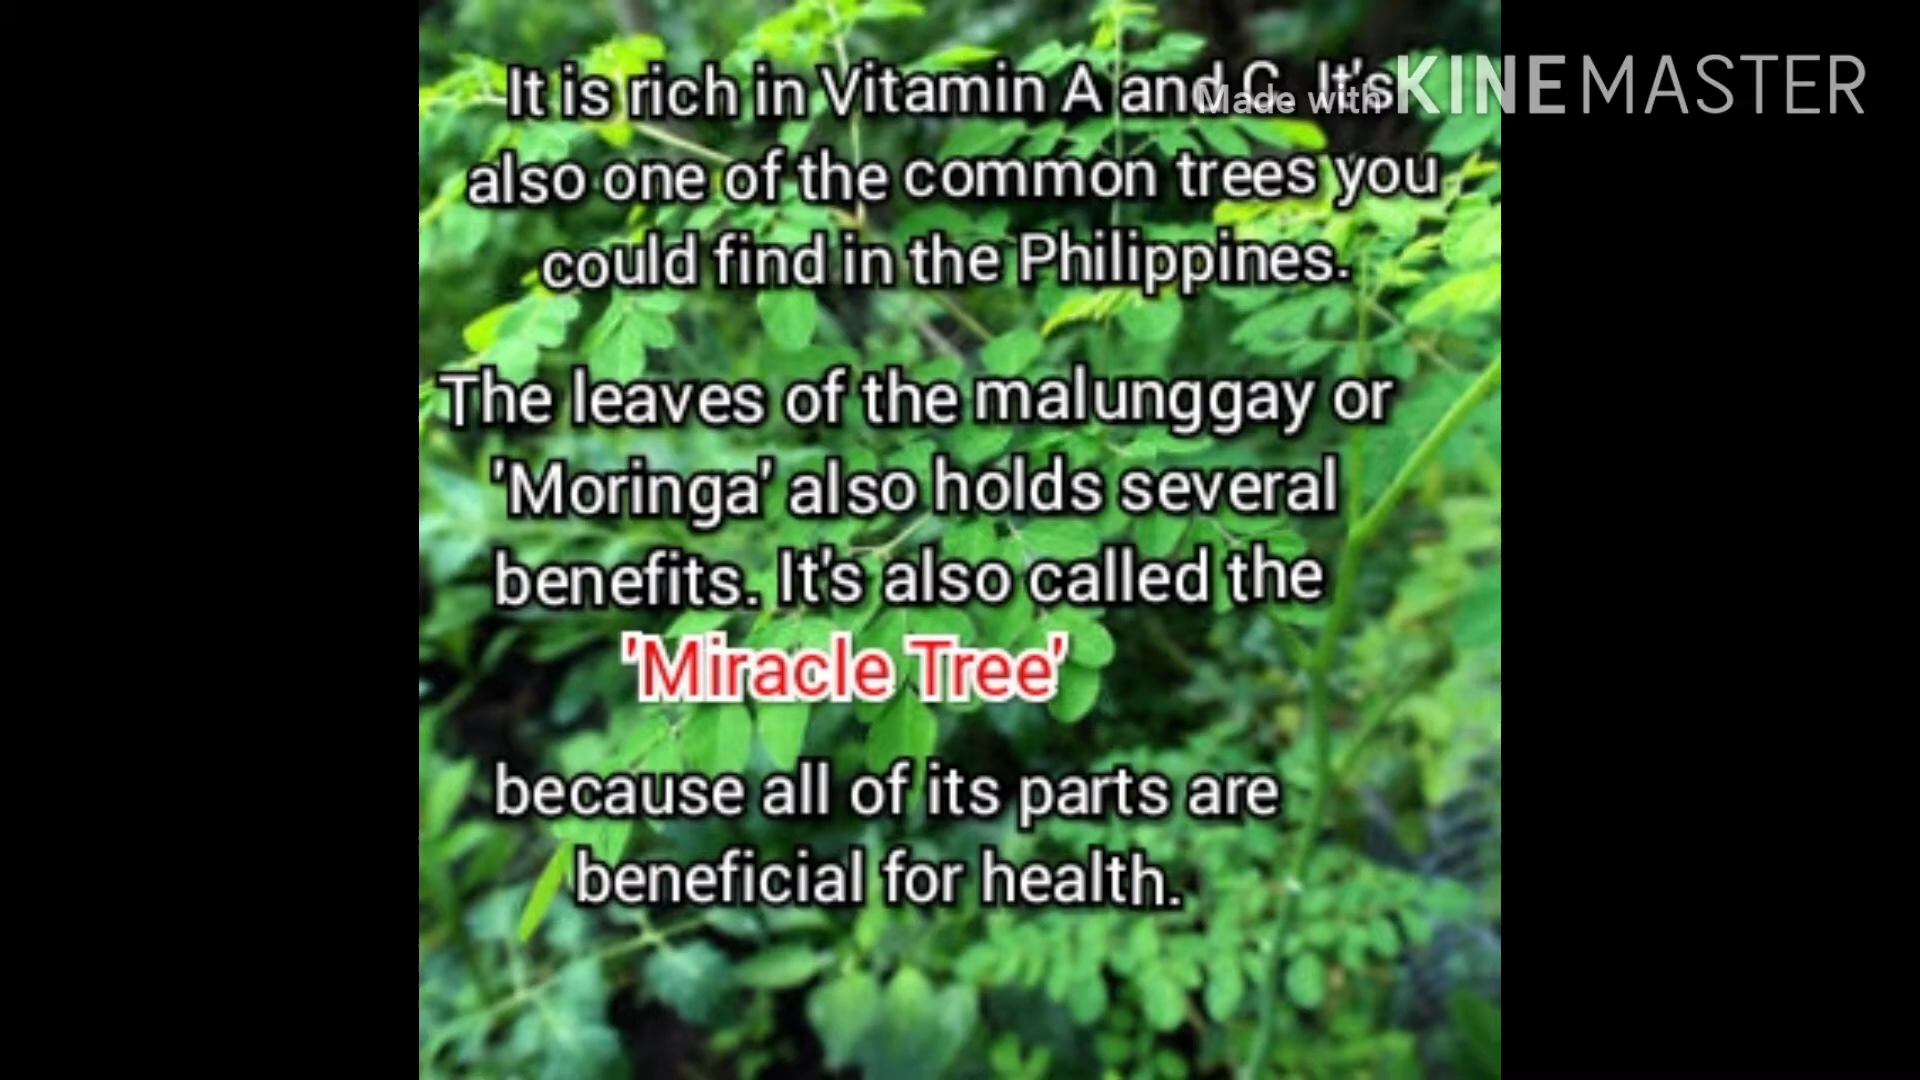 It is rich in Vitamin A and C. It's
Made with KINEMASTER
also one of the common trees you
could find in the Philippines.
The leaves of the malunggay or
'Moringa' also holds several
benefits. It's also called the
'Miracle Tree'
because all of its parts are
beneficial for health.